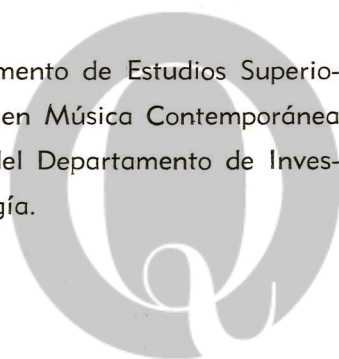 mento de Estudios Superio-
en Música Contemporánea
del Departamento de Inves-
gía.